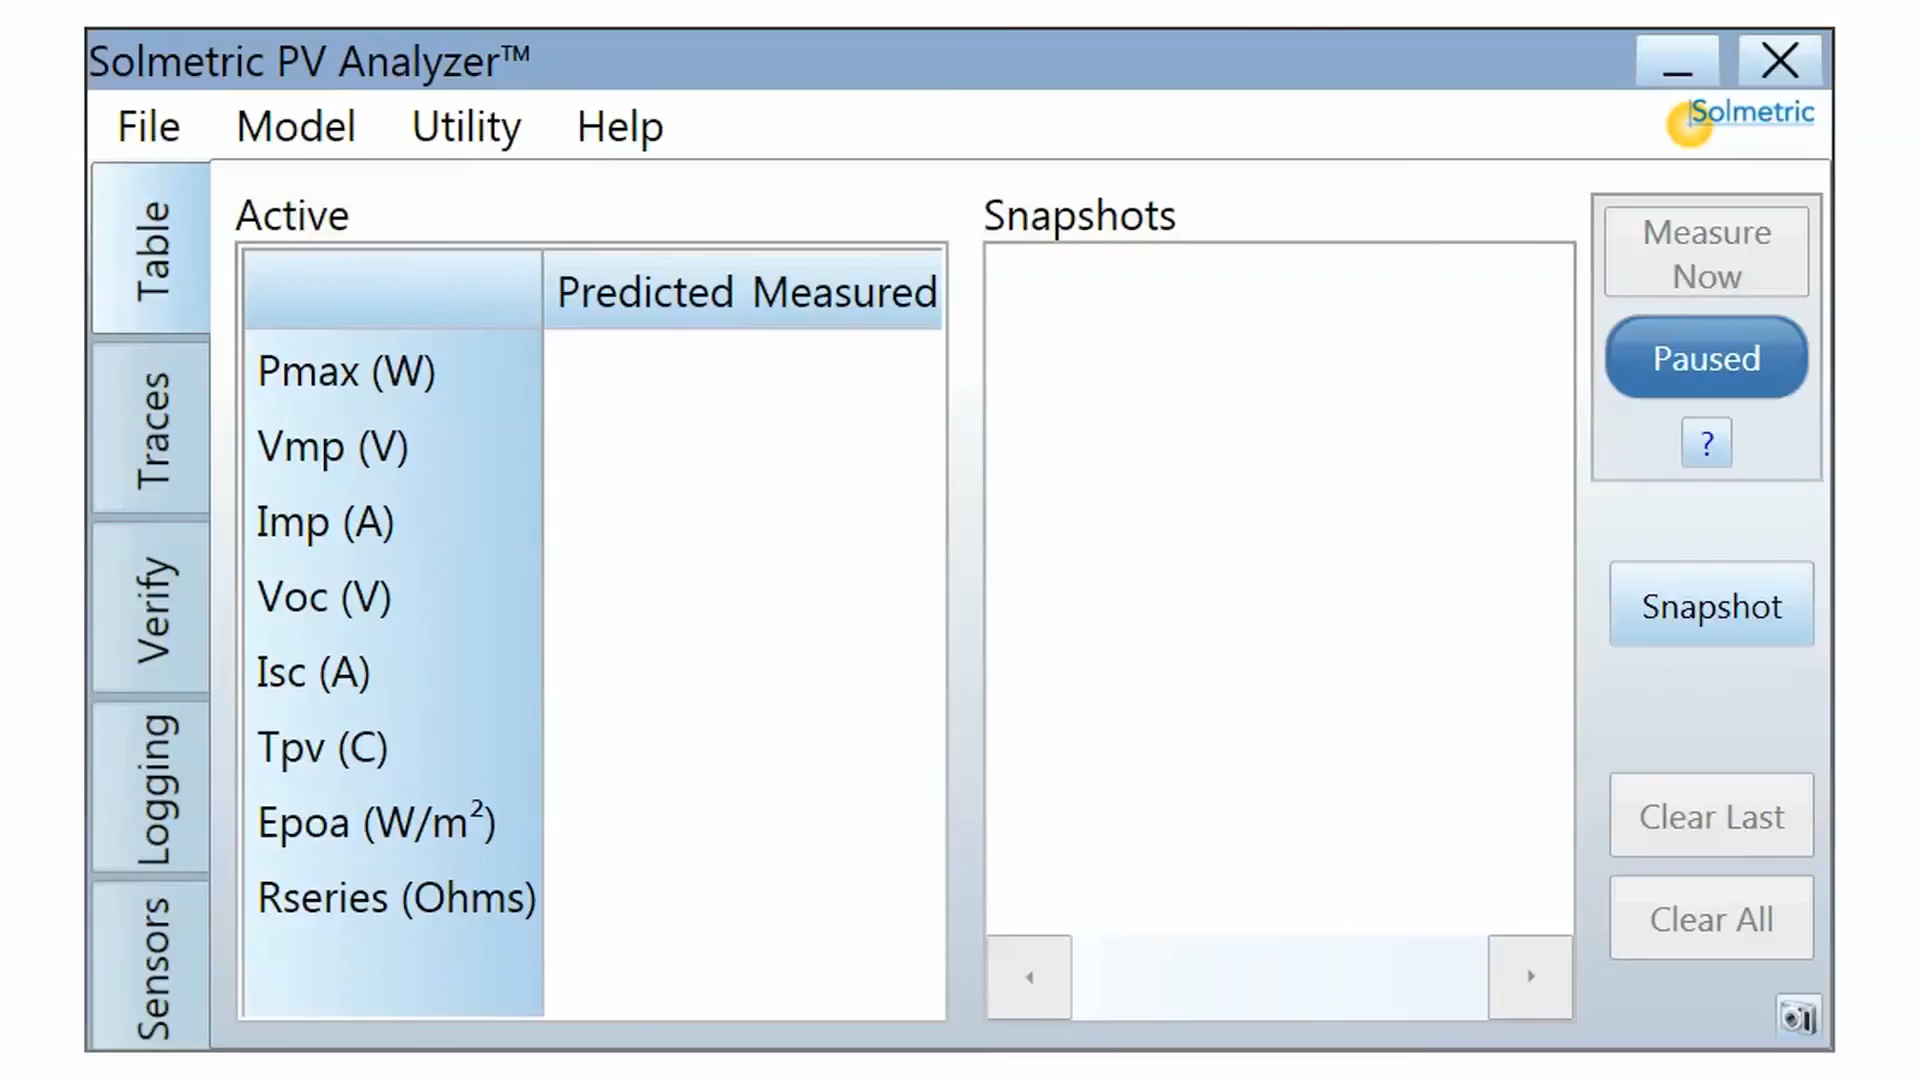 Solmetric PV Analyzer™
File Model Utility Help
Solmetric
Table
Traces
Verify
Logging
Sensors
Active
Predicted Measured
Pmax (W)
Vmp (V)
Imp (A)
Voc (V)
Isc (A)
Tpv (C)
Epoa (W/m²)
Rseries (Ohms)
Snapshots
Measure
Now
Paused
?
Snapshot
Clear Last
Clear All